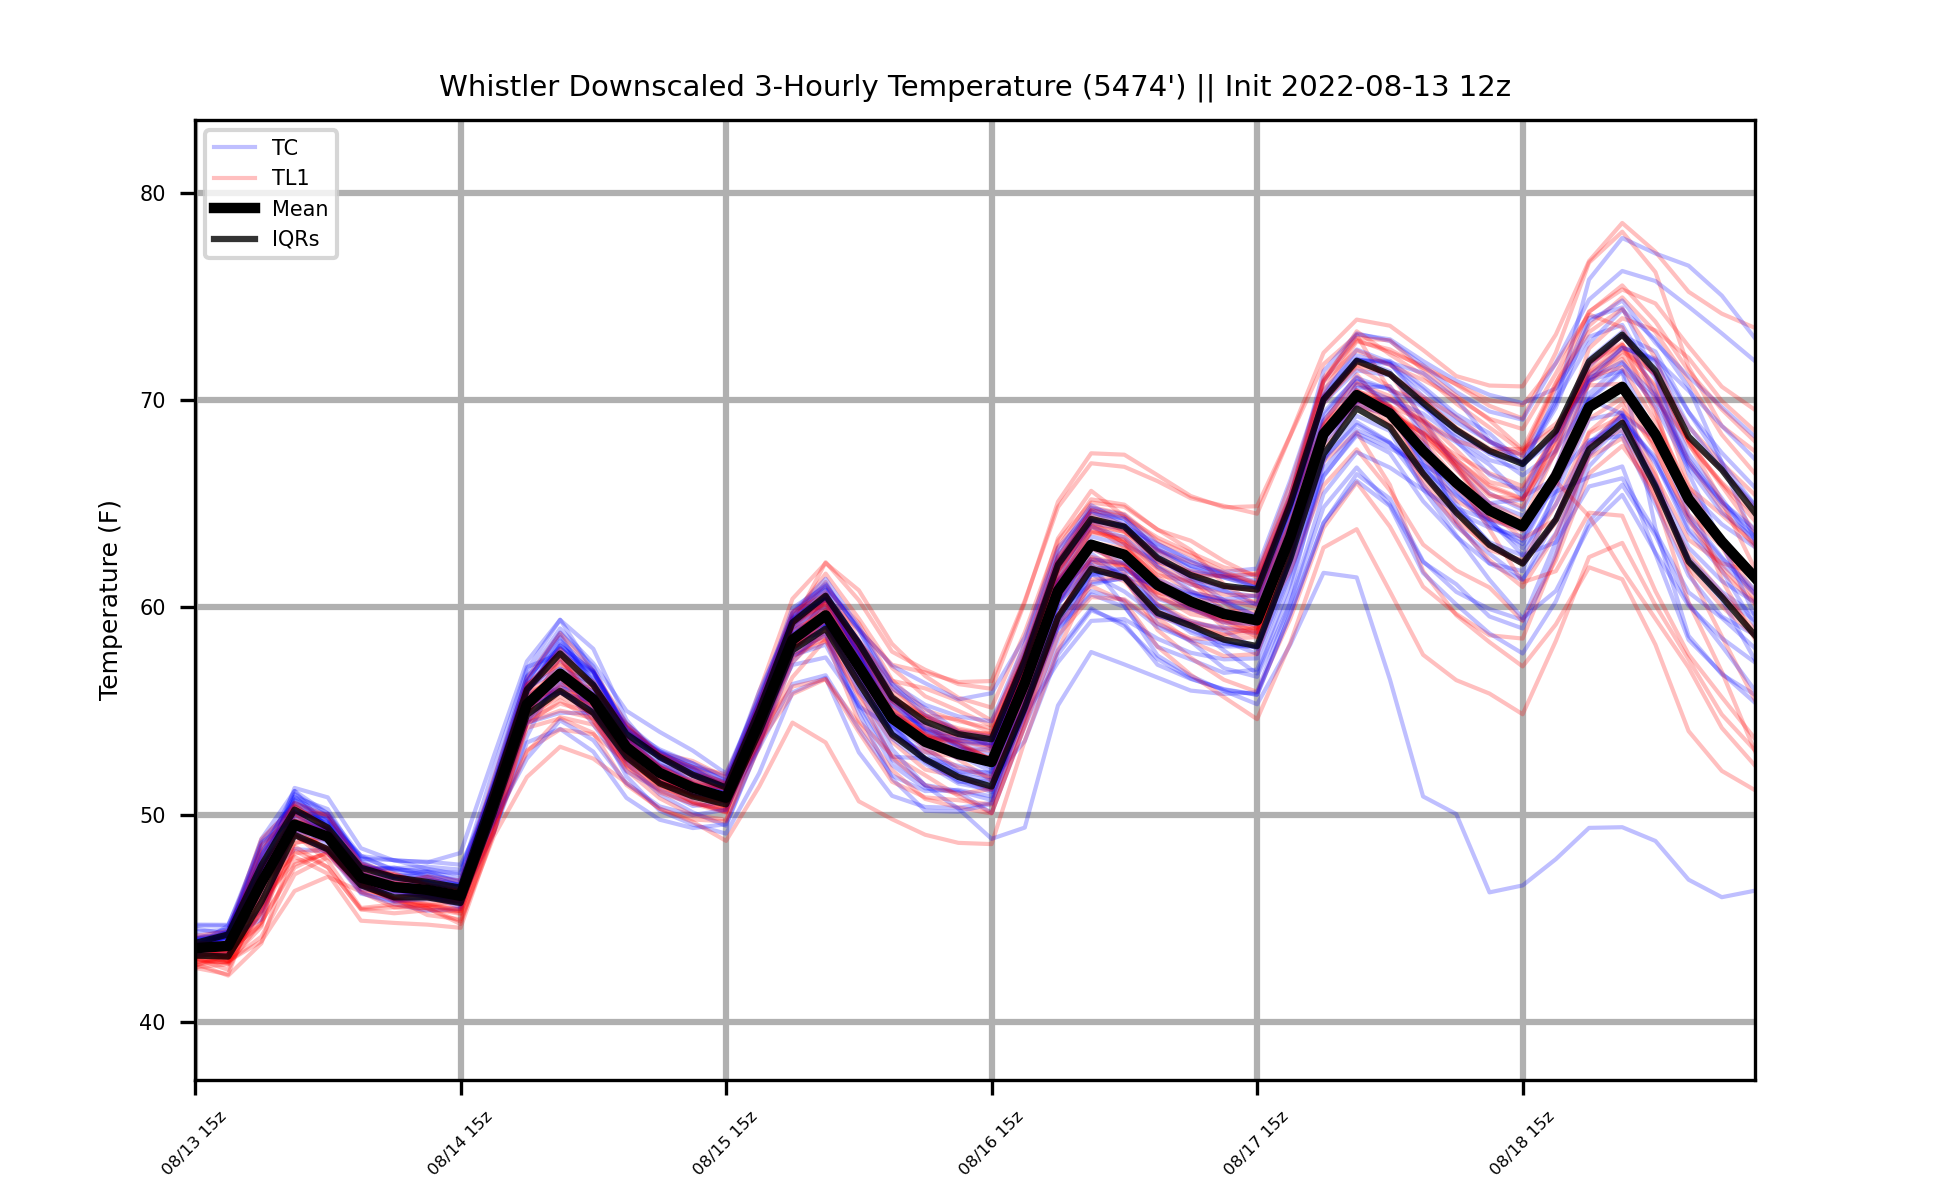 Whistler Downscaled 3-Hourly Temperature (5474') || Init 2022-08-13 12z
TC
TL1
Mean
IQRs
Temperature (F)
80
70
60
50
40
08/13 15z
08/14 15z
08/15 15z
08/16 15z
08/17 15z
08/18 15z